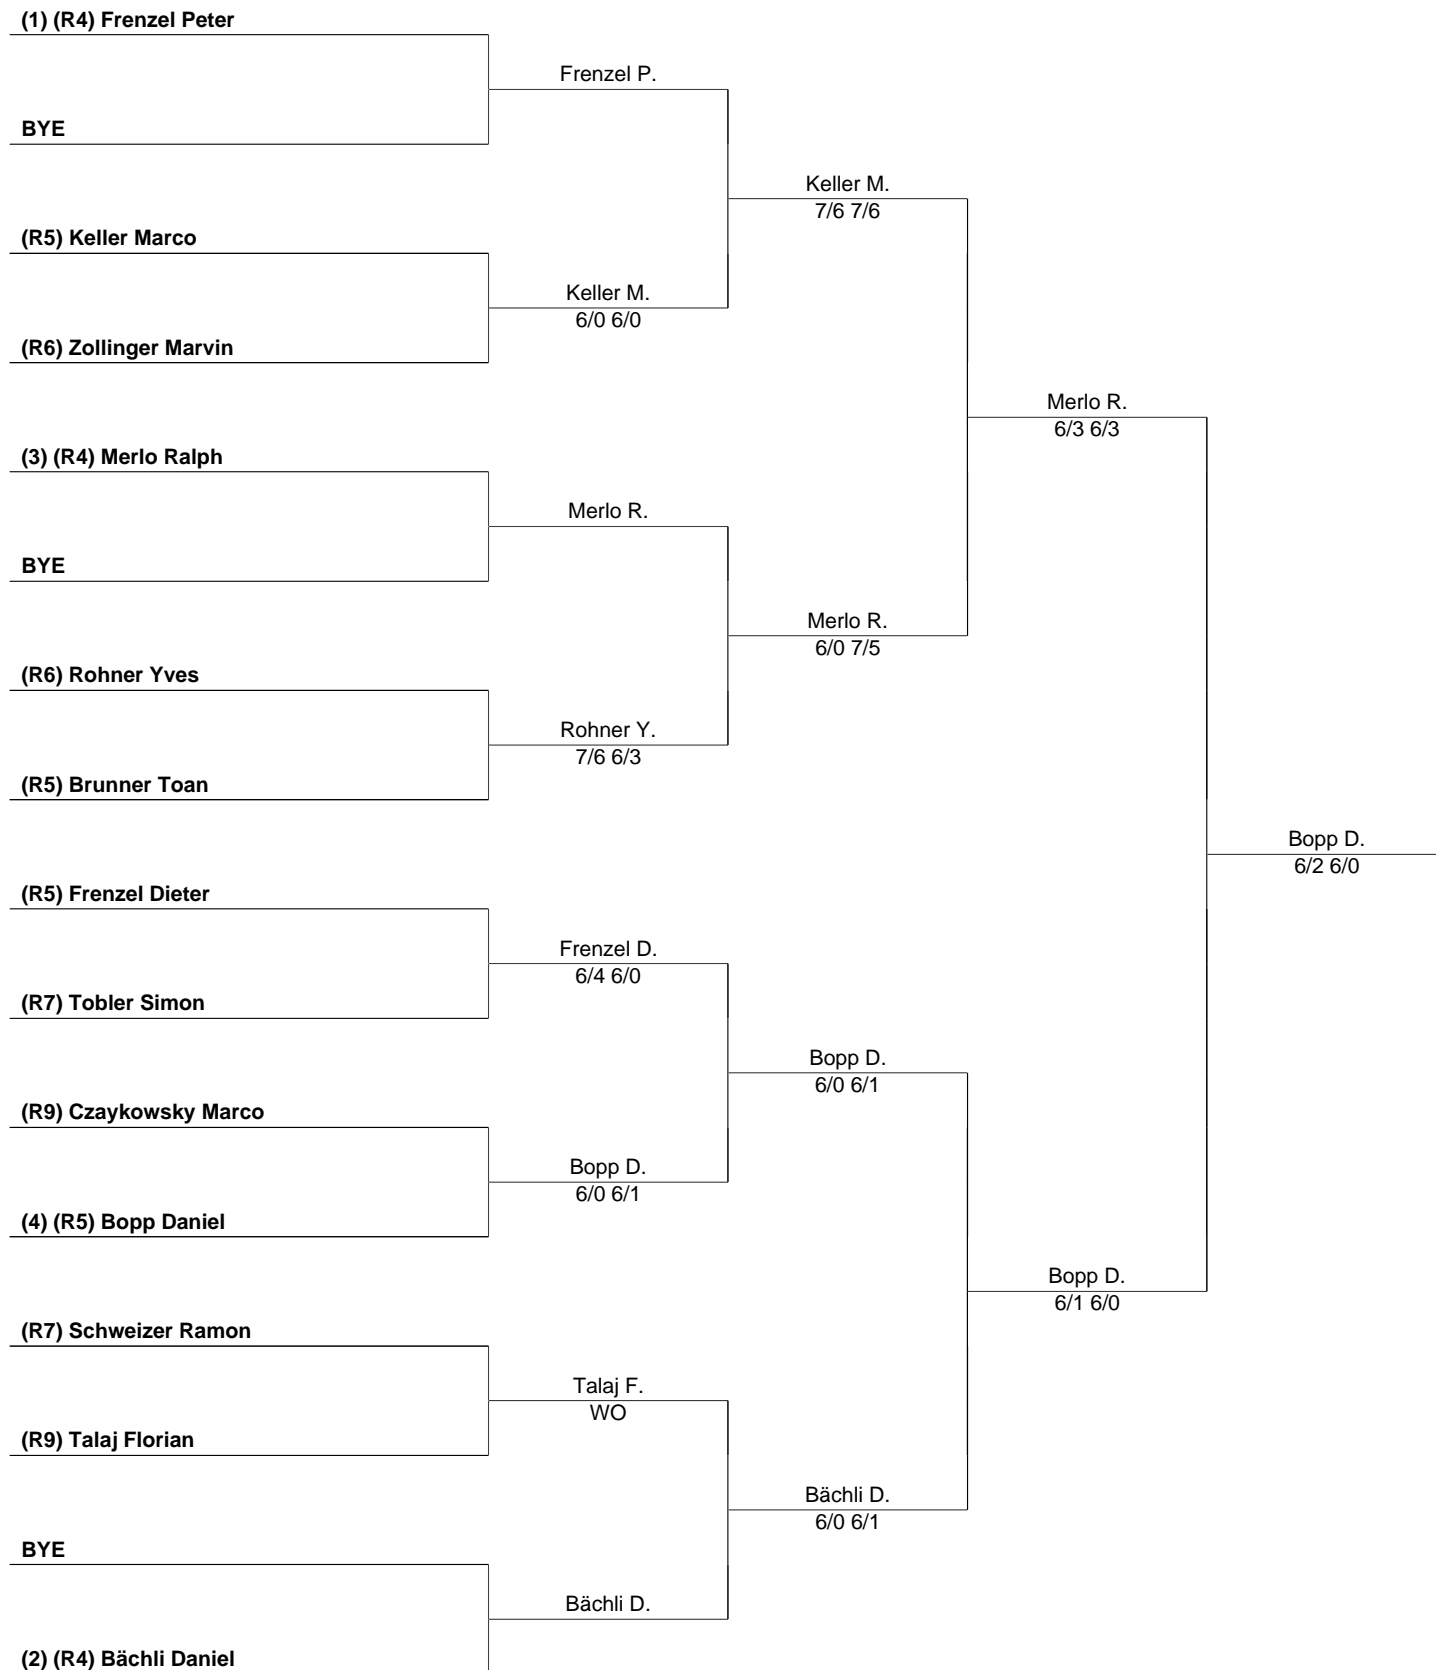 (1) (R4) Frenzel Peter
Frenzel P.
BYE
Keller M.
7/6 7/6
(R5) Keller Marco
Keller M.
6/0 6/0
(R6) Zollinger Marvin
Merlo R.
6/3 6/3
(3) (R4) Merlo Ralph
Merlo R.
BYE
Merlo R.
6/0 7/5
(R6) Rohner Yves
Rohner Y.
7/6 6/3
(R5) Brunner Toan
Bopp D.
6/2 6/0
(R5) Frenzel Dieter
Frenzel D.
6/4 6/0
(R7) Tobler Simon
Bopp D.
6/0 6/1
(R9) Czaykowsky Marco
Bopp D.
6/0 6/1
(4) (R5) Bopp Daniel
Bopp D.
6/1 6/0
(R7) Schweizer Ramon
Talaj F.
WO
(R9) Talaj Florian
Bächli D.
6/0 6/1
BYE
Bächli D.
(2) (R4) Bächli Daniel